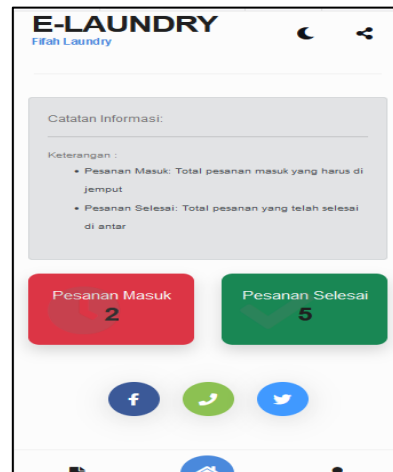 E-LAUNDRY
Fifah Laundry
Catatan Informasi:
Keterangan :
• Pesanan Masuk: Total pesanan masuk yang harus di
jemput
• Pesanan Selesai: Total pesanan yang telah selesai
di antar
Pesanan Masuk
2
Pesanan Selesai
5